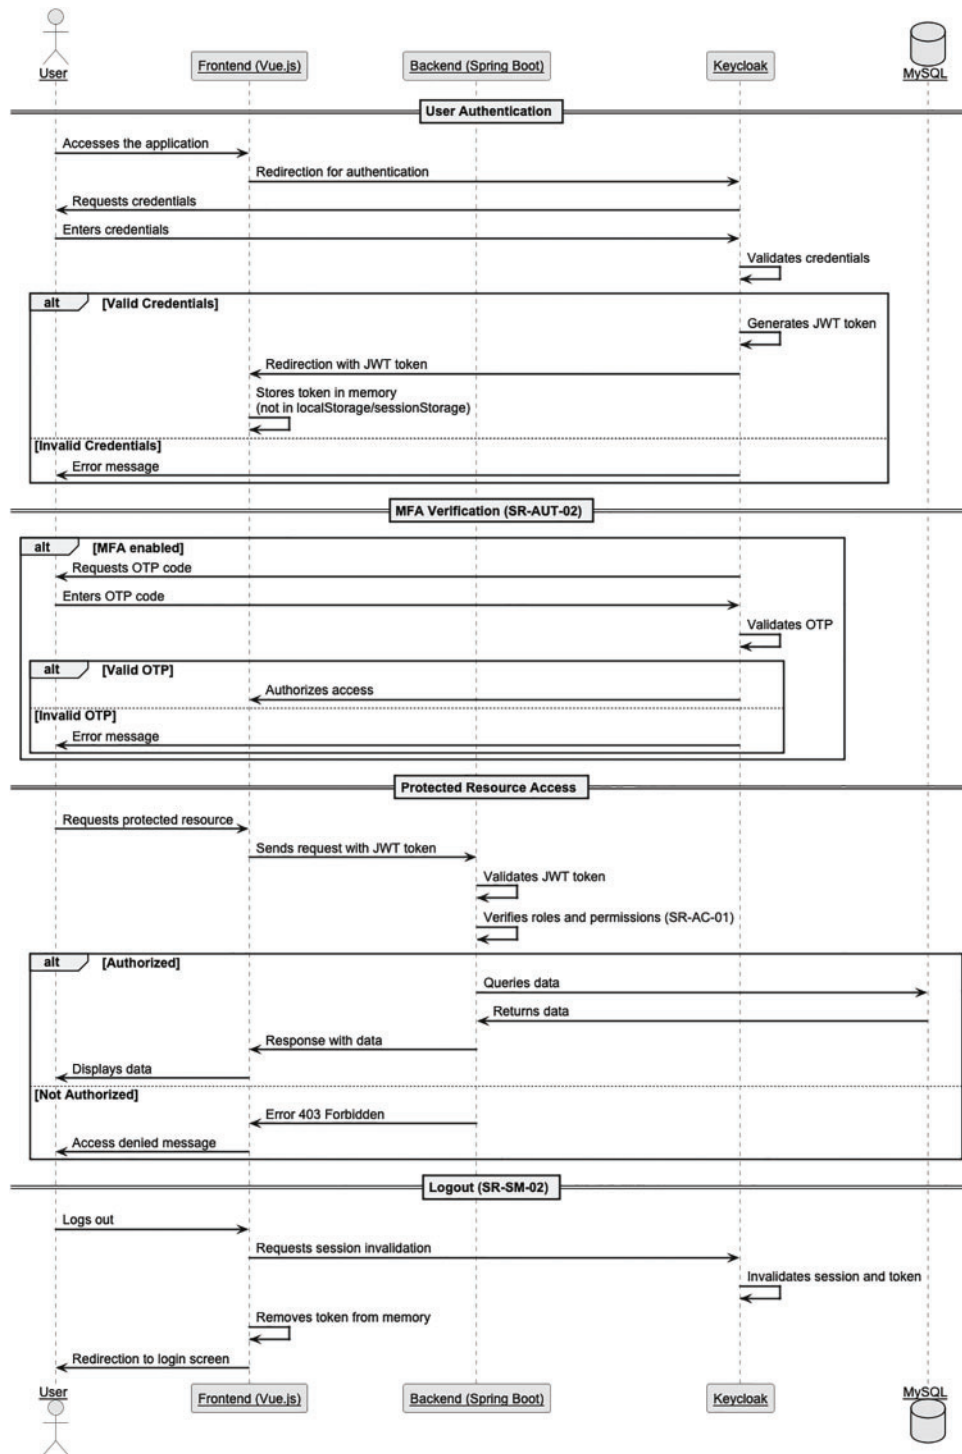 User
Frontend (Vue.js)
Backend (Spring Boot)
Keycloak
MySQL
User Authentication
Accesses the application
Redirection for authentication
Requests credentials
Enters credentials
Validates credentials
alt
[Valid Credentials]
Generates JWT token
Redirection with JWT token
Stores token in memory
(not in localStorage/sessionStorage)
[Invalid Credentials]
Error message
MFA Verification (SR-AUT-02)
alt
[MFA enabled]
Requests OTP code
Enters OTP code
Validates OTP
alt
[Valid OTP]
Authorizes access
[Invalid OTP]
Error message
Protected Resource Access
Requests protected resource
Sends request with JWT token
Validates JWT token
Verifies roles and permissions (SR-AC-01)
alt
[Authorized]
Queries data
Returns data
Response with data
Displays data
[Not Authorized]
Error 403 Forbidden
Access denied message
Logout (SR-SM-02)
Logs out
Requests session invalidation
Invalidates session and token
Removes token from memory
Redirection to login screen
User
Frontend (Vue.js)
Backend (Spring Boot)
Keycloak
MySQL